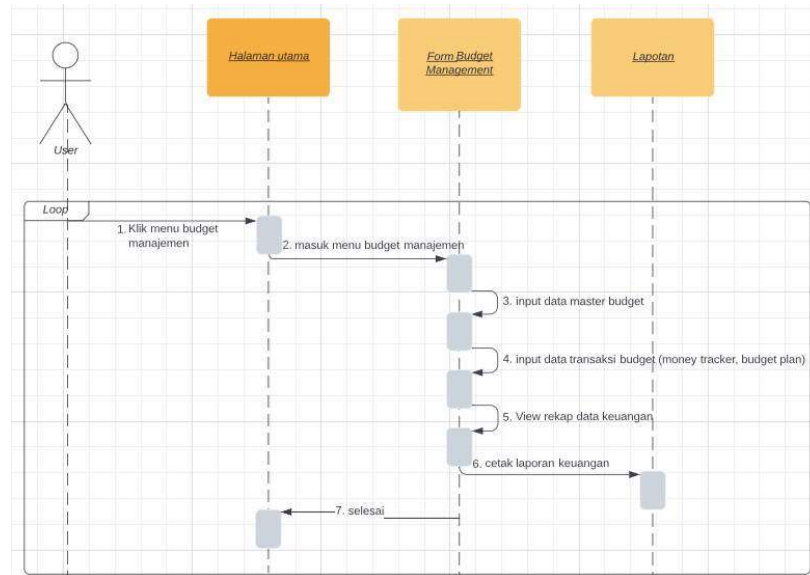 Halaman utama
Form Budget
Management
Lapotan
User
Loop
1. Klik menu budget
manajemen
2. masuk menu budget manajemen
3. input data master budget
4. input data transaksi budget (money tracker, budget plan)
5. View rekap data keuangan
6. cetak laporan keuangan
7. selesai